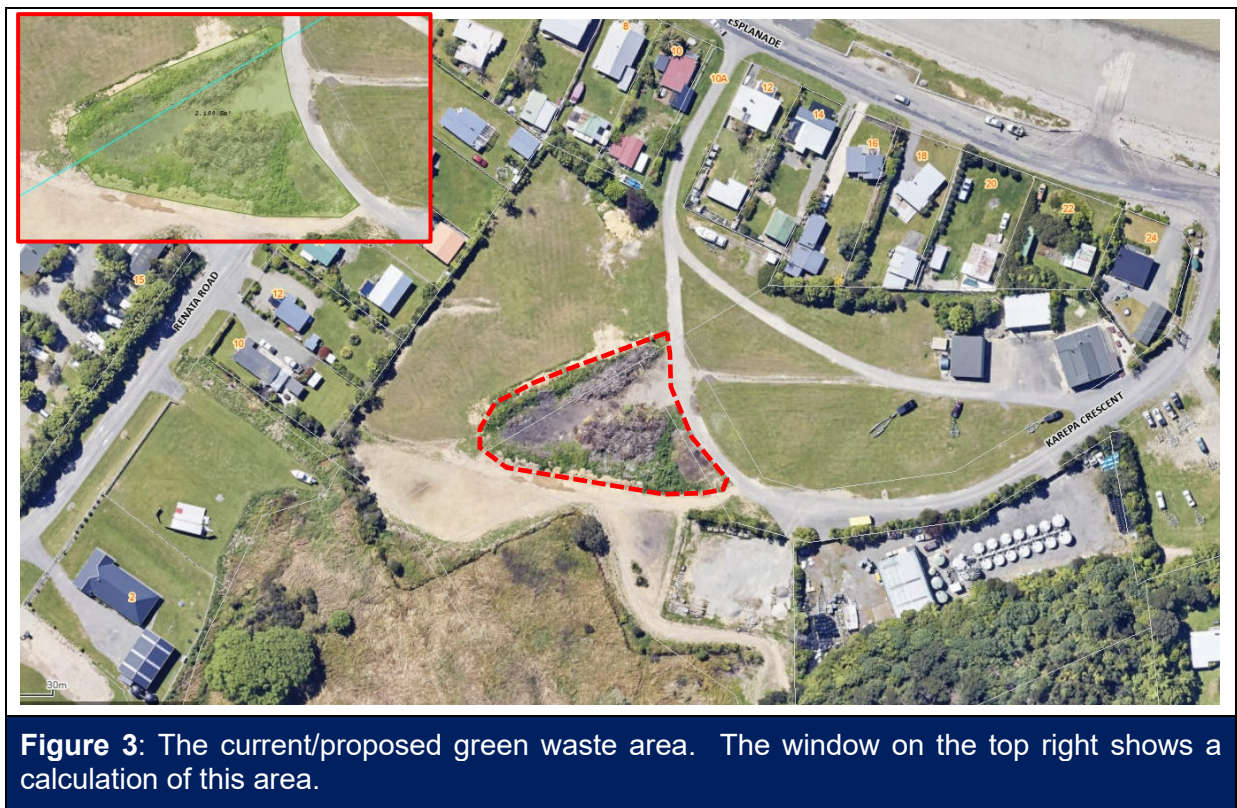 ESPLANADE
8
10
10A
12
14
16
18
20
22
24
15
RENATA ROAD
12
10
KAREPA CRESCENT
2
30m
Figure 3: The current/proposed green waste area. The window on the top right shows a
calculation of this area.